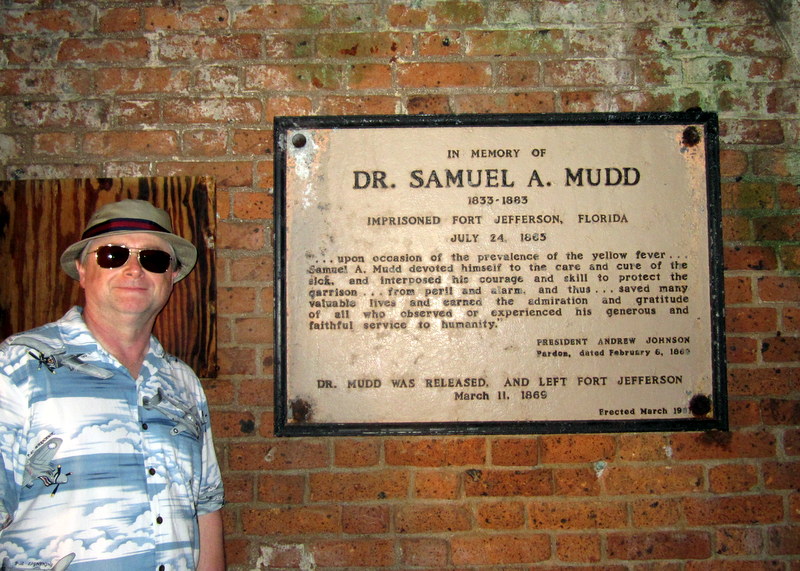 IN MEMORY OF
DR. SAMUEL A. MUDD
1833-1883
IMPRISONED FORT JEFFERSON, FLORIDA
JULY 24, 1865
"... upon occasion of the prevalence of the yellow fever ...
Samuel A. Mudd devoted himself to the care and cure of the
sick, and interposed his courage and skill to protect the
garrison ... from peril and alarm, and thus ... saved many
valuable lives and earned the admiration and gratitude
of all who observed or experienced his generous and
faithful service to humanity."
PRESIDENT ANDREW JOHNSON
Pardon, dated February 8, 1869
DR. MUDD WAS RELEASED, AND LEFT FORT JEFFERSON
March 11, 1869
Erected March